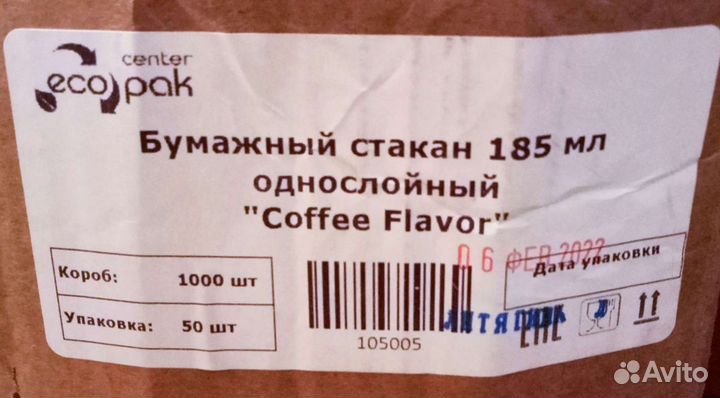 center
ecopak
Бумажный стакан 185 мл
однослойный
"Coffee Flavor"
06 ФЕВ 2022
Дата упаковки
Короб: 1000 шт
Упаковка: 50 шт
105005
EAC
Avito